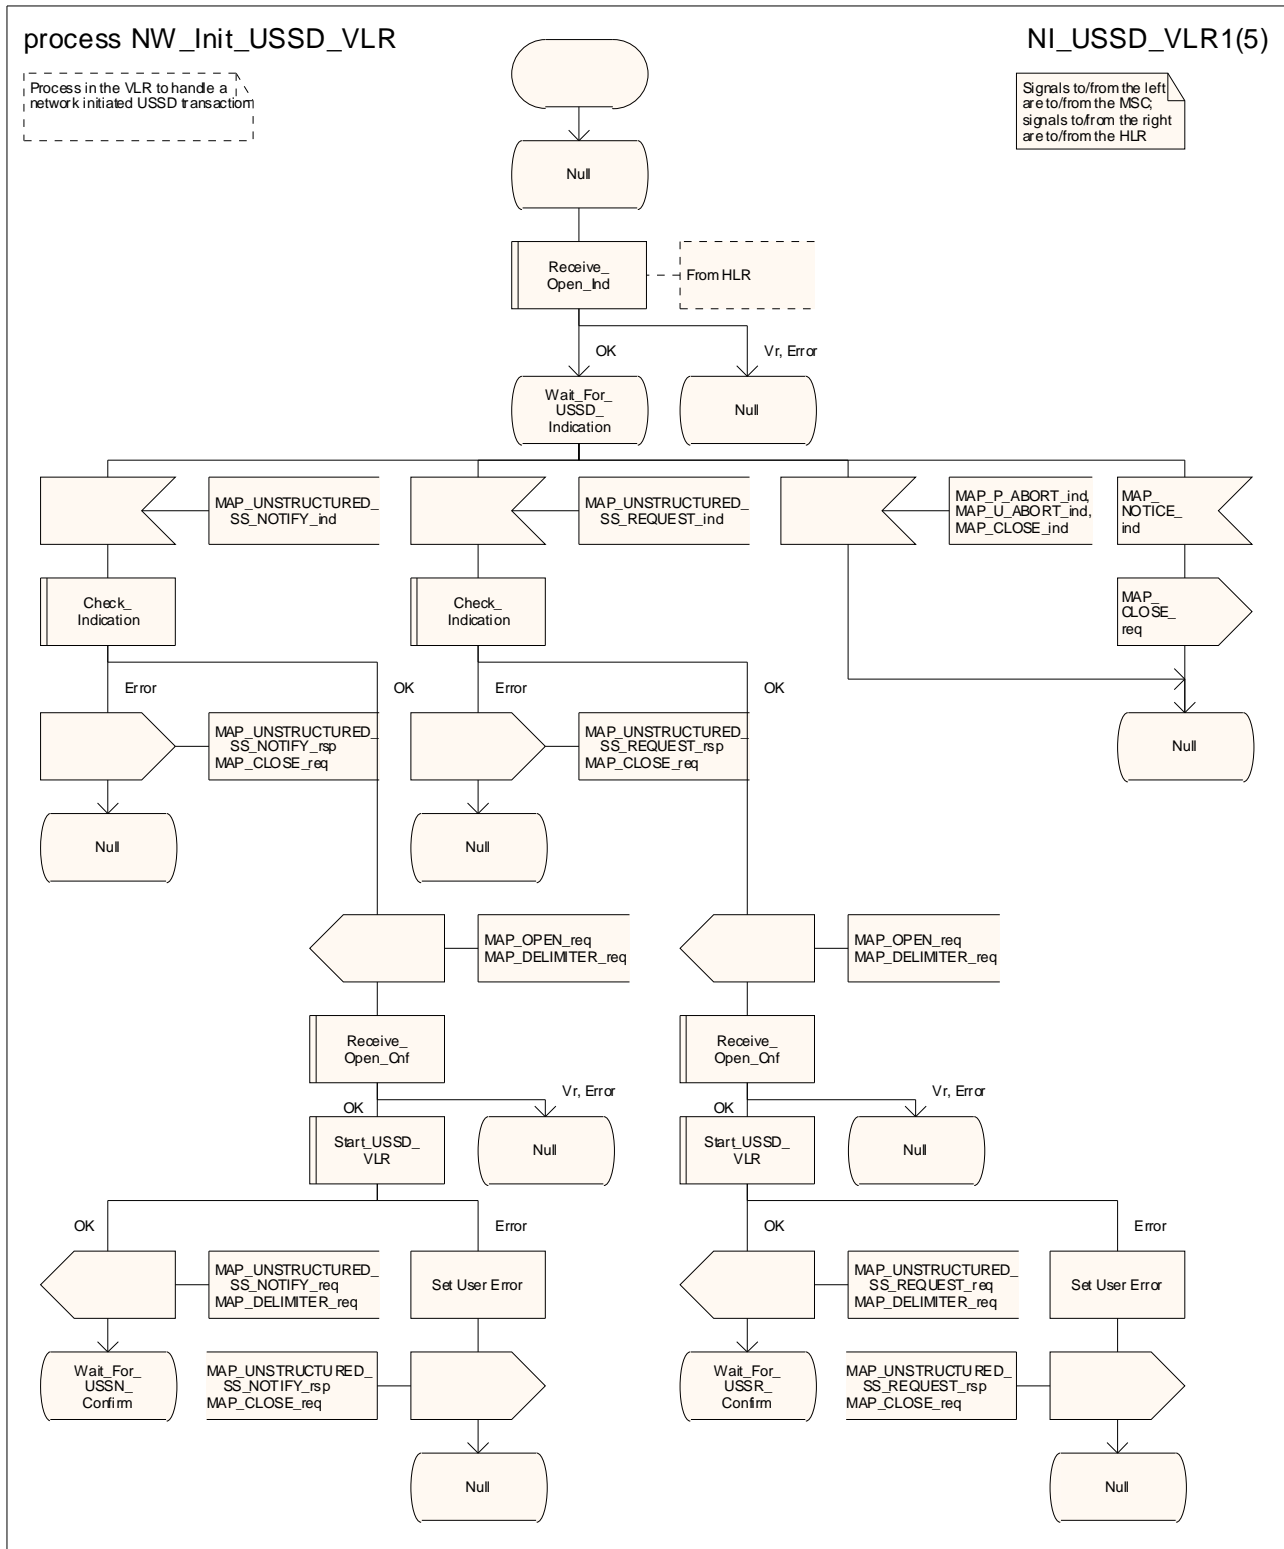 process NW_Init_USSD_VLR
NI_USSD_VLR1(5)
Process in the VLR to handle a
network initiated USSD transaction
Signals to/from the left
are to/from the MSC;
signals to/from the right
are to/from the HLR
Null
Receive_
Open_Ind
From HLR
OK
Vr, Error
Wait_For_
USSD_
Indication
Null
MAP_UNSTRUCTURED_
SS_NOTIFY_ind
MAP_UNSTRUCTURED_
SS_REQUEST_ind
MAP_P_ABORT_ind,
MAP_U_ABORT_ind,
MAP_CLOSE_ind
MAP_
NOTICE_
ind
Check_
Indication
Check_
Indication
MAP_
CLOSE_
req
Error
OK
Error
OK
MAP_UNSTRUCTURED_
SS_NOTIFY_rsp
MAP_CLOSE_req
MAP_UNSTRUCTURED_
SS_REQUEST_rsp
MAP_CLOSE_req
Null
Null
Null
MAP_OPEN_req
MAP_DELIMITER_req
MAP_OPEN_req
MAP_DELIMITER_req
Receive_
Open_Cnf
Receive_
Open_Cnf
OK
Vr, Error
OK
Vr, Error
Start_USSD_
VLR
Null
Start_USSD_
VLR
Null
OK
Error
OK
Error
MAP_UNSTRUCTURED_
SS_NOTIFY_req
MAP_DELIMITER_req
Set User Error
MAP_UNSTRUCTURED_
SS_REQUEST_req
MAP_DELIMITER_req
Set User Error
Wait_For_
USSN_
Confirm
MAP_UNSTRUCTURED_
SS_NOTIFY_rsp
MAP_CLOSE_req
Wait_For_
USSR_
Confirm
MAP_UNSTRUCTURED_
SS_REQUEST_rsp
MAP_CLOSE_req
Null
Null